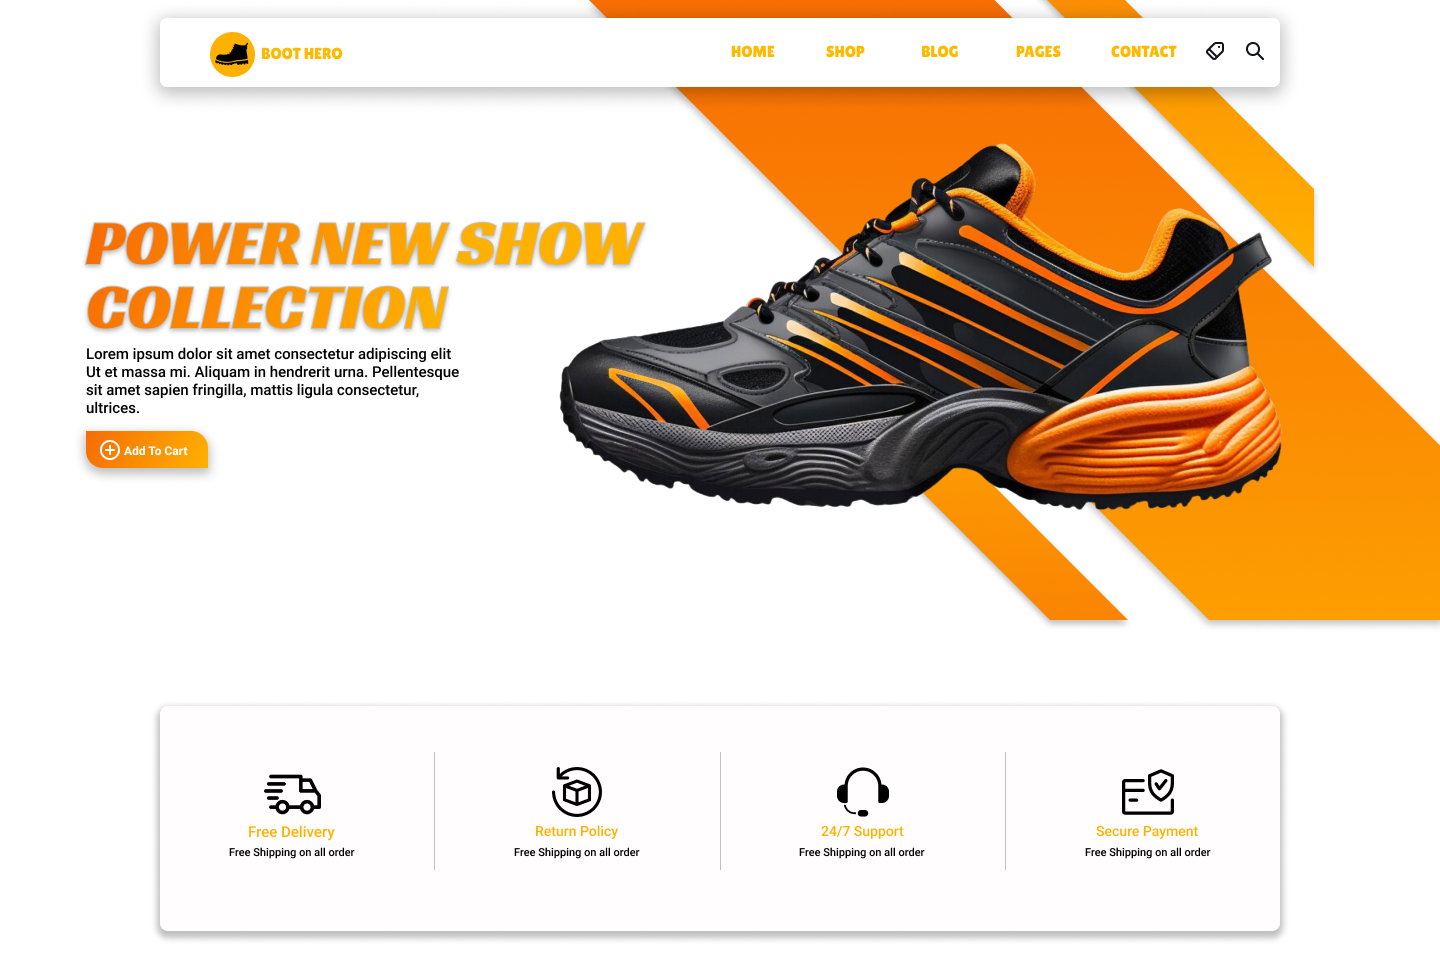 BOOT HERO
HOME SHOP BLOG PAGES CONTACT
POWER NEW SHOW
COLLECTION
Lorem ipsum dolor sit amet consectetur adipiscing elit
Ut et massa mi. Aliquam in hendrerit urna. Pellentesque
sit amet sapien fringilla, mattis ligula consectetur,
ultrices.
Add To Cart
Free Delivery
Free Shipping on all order
Return Policy
Free Shipping on all order
24/7 Support
Free Shipping on all order
Secure Payment
Free Shipping on all order